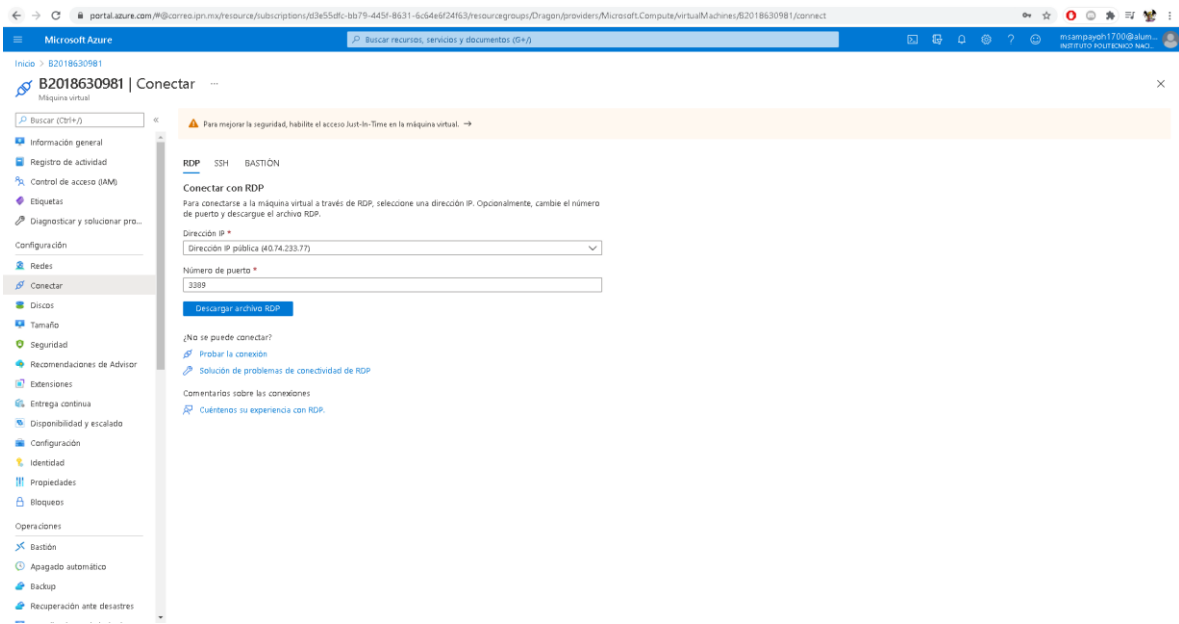 portal.azure.com/#@correo.ipn.mx/resource/subscriptions/d3e55dfc-bb79-445f-8631-6c64e6f24f63/resourcegroups/Dragon/providers/Microsoft.Compute/virtualMachines/B2018630981/connect
Microsoft Azure
Buscar recursos, servicios y documentos (G+/)
msampayoh1700@alum...
INSTITUTO POLITECNICO NACI...
Inicio > B2018630981
B2018630981 | Conectar ...
Máquina virtual
Buscar (Ctrl+/)
«
Para mejorar la seguridad, habilite el acceso Just-In-Time en la máquina virtual. →
Información general
Registro de actividad
Control de acceso (IAM)
Etiquetas
Diagnosticar y solucionar pro...
Configuración
Redes
Conectar
Discos
Tamaño
Seguridad
Recomendaciones de Advisor
Extensiones
Entrega continua
Disponibilidad y escalado
Configuración
Identidad
Propiedades
Bloqueos
Operaciones
Bastión
Apagado automático
Backup
Recuperación ante desastres
RDP SSH BASTIÓN
Conectar con RDP
Para conectarse a la máquina virtual a través de RDP, seleccione una dirección IP. Opcionalmente, cambie el número
de puerto y descargue el archivo RDP.
Dirección IP *
Dirección IP pública (40.74.233.77)
Número de puerto *
3389
Descargar archivo RDP
¿No se puede conectar?
Probar la conexión
Solución de problemas de conectividad de RDP
Comentarios sobre las conexiones
Cuéntenos su experiencia con RDP.